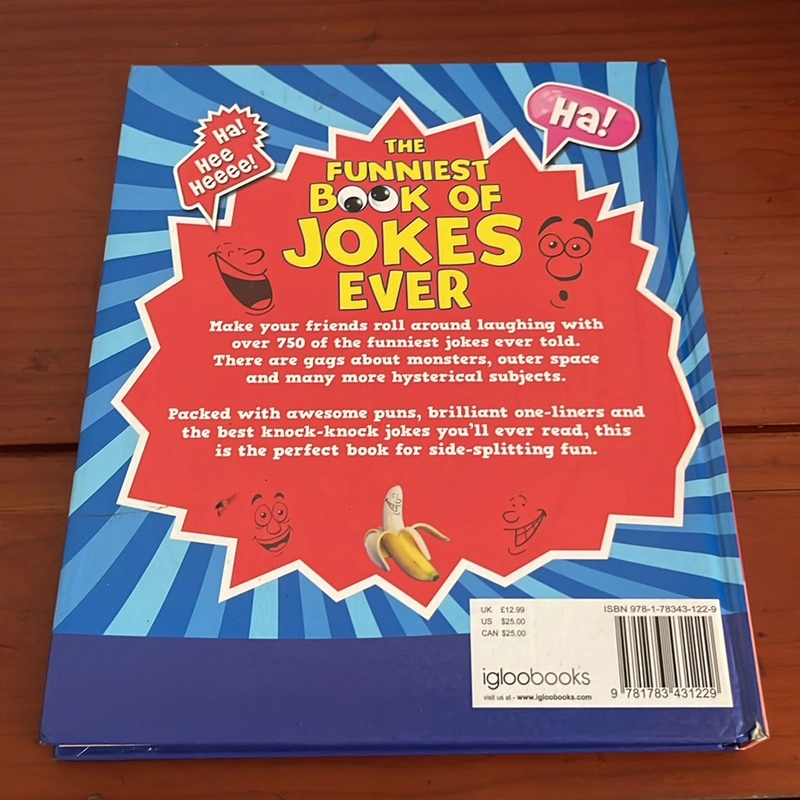 Ha!
Hee
Heeee!
Ha!
THE
FUNNIEST
BOOK OF
JOKES
EVER
Make your friends roll around laughing with
over 750 of the funniest jokes ever told.
There are gags about monsters, outer space
and many more hysterical subjects.
Packed with awesome puns, brilliant one-liners and
the best knock-knock jokes you'll ever read, this
is the perfect book for side-splitting fun.
UK £12.99
US $25.00
CAN $25.00
ISBN 978-1-78343-122-9
igloobooks
visit us at - www.igloobooks.com
9 781783 431229